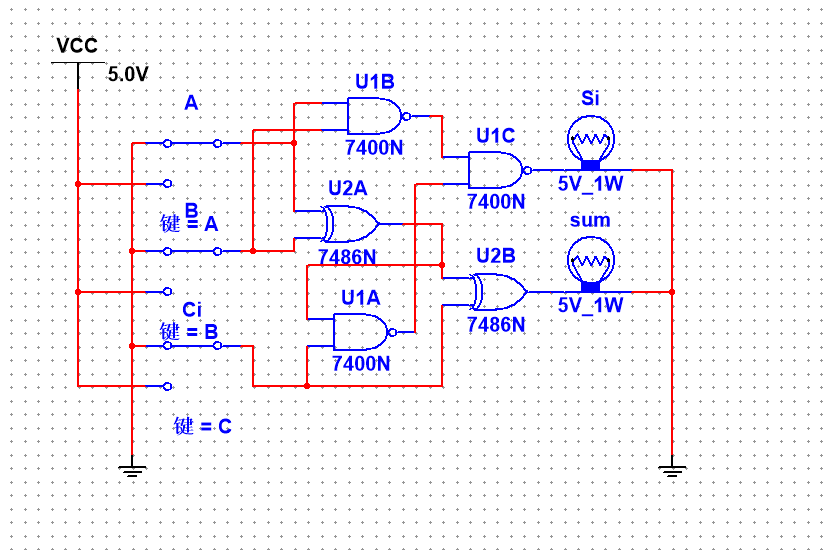 VCC
5.0V
A
键 = A
B
键 = B
Ci
键 = C
U1B
7400N
U2A
7486N
U1A
7400N
U1C
7400N
U2B
7486N
Si
5V_1W
sum
5V_1W